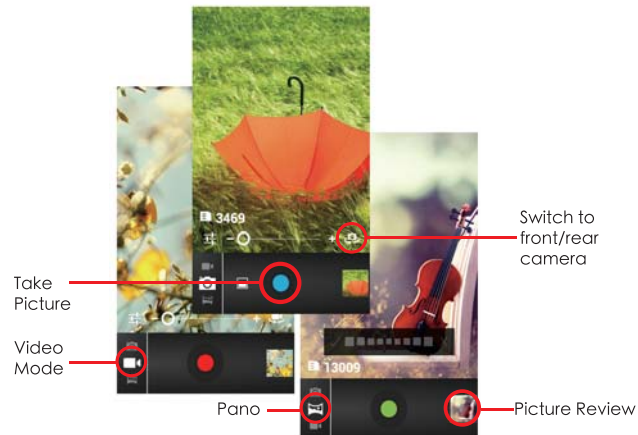 3469
Switch to
front/rear
camera
Take
Picture
Video
Mode
13009
Pano
Picture Review